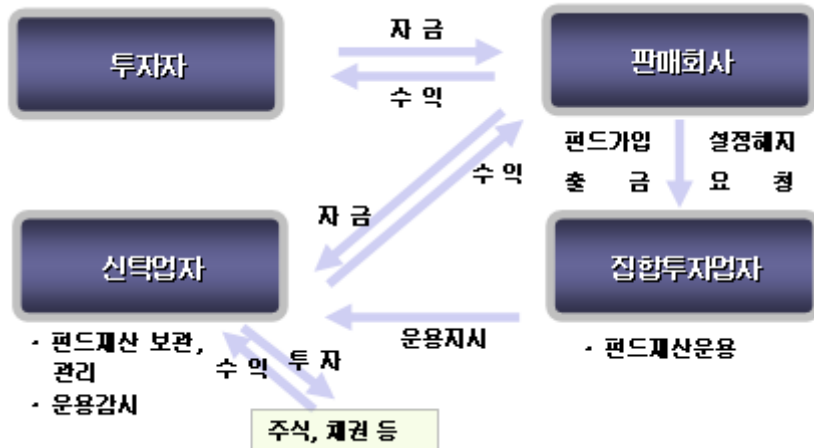 투자자
자 금
수 익
판매회사
펀드가입 설정해지
출 금 요 청
수 익
자 금
신탁업자
집합투자업자
운용지시
· 펀드재산 보관,
관리
· 운용감시
수 익 투 자
· 펀드재산운용
주식, 채권 등